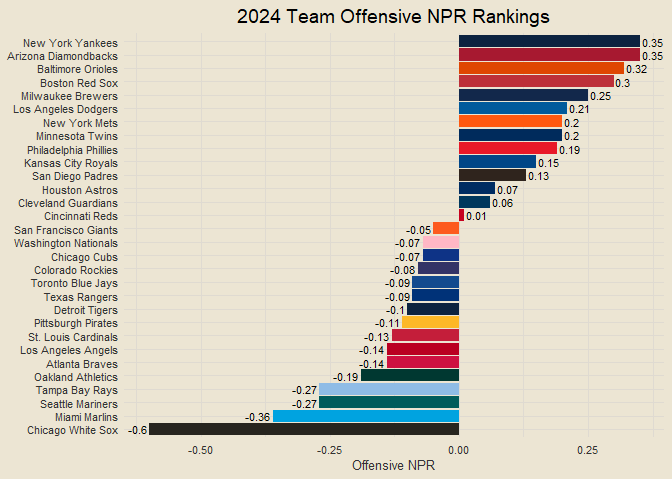 2024 Team Offensive NPR Rankings
New York Yankees 0.35
Arizona Diamondbacks 0.35
Baltimore Orioles 0.32
Boston Red Sox 0.3
Milwaukee Brewers 0.25
Los Angeles Dodgers 0.21
New York Mets 0.2
Minnesota Twins 0.2
Philadelphia Phillies 0.19
Kansas City Royals 0.15
San Diego Padres 0.13
Houston Astros 0.07
Cleveland Guardians 0.06
Cincinnati Reds 0.01
San Francisco Giants -0.05
Washington Nationals -0.07
Chicago Cubs -0.07
Colorado Rockies -0.08
Toronto Blue Jays -0.09
Texas Rangers -0.09
Detroit Tigers -0.1
Pittsburgh Pirates -0.11
St. Louis Cardinals -0.13
Los Angeles Angels -0.14
Atlanta Braves -0.14
Oakland Athletics -0.19
Tampa Bay Rays -0.27
Seattle Mariners -0.27
Miami Marlins -0.36
Chicago White Sox -0.6
-0.50 -0.25 0.00 0.25
Offensive NPR